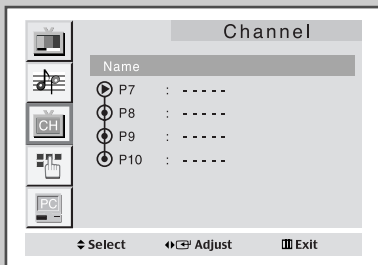 Channel
Name
P7 : - - - - -
P8 : - - - - -
CH
P9 : - - - - -
P10 : - - - - -
PC
Select Adjust Exit